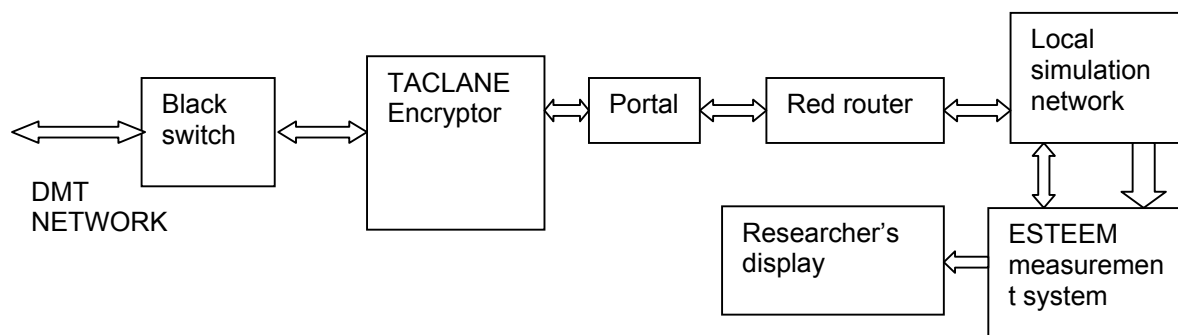 DMT
NETWORK
Black
switch
TACLANE
Encryptor
Portal
Red router
Local
simulation
network
Researcher's
display
ESTEEM
measuremen
t system